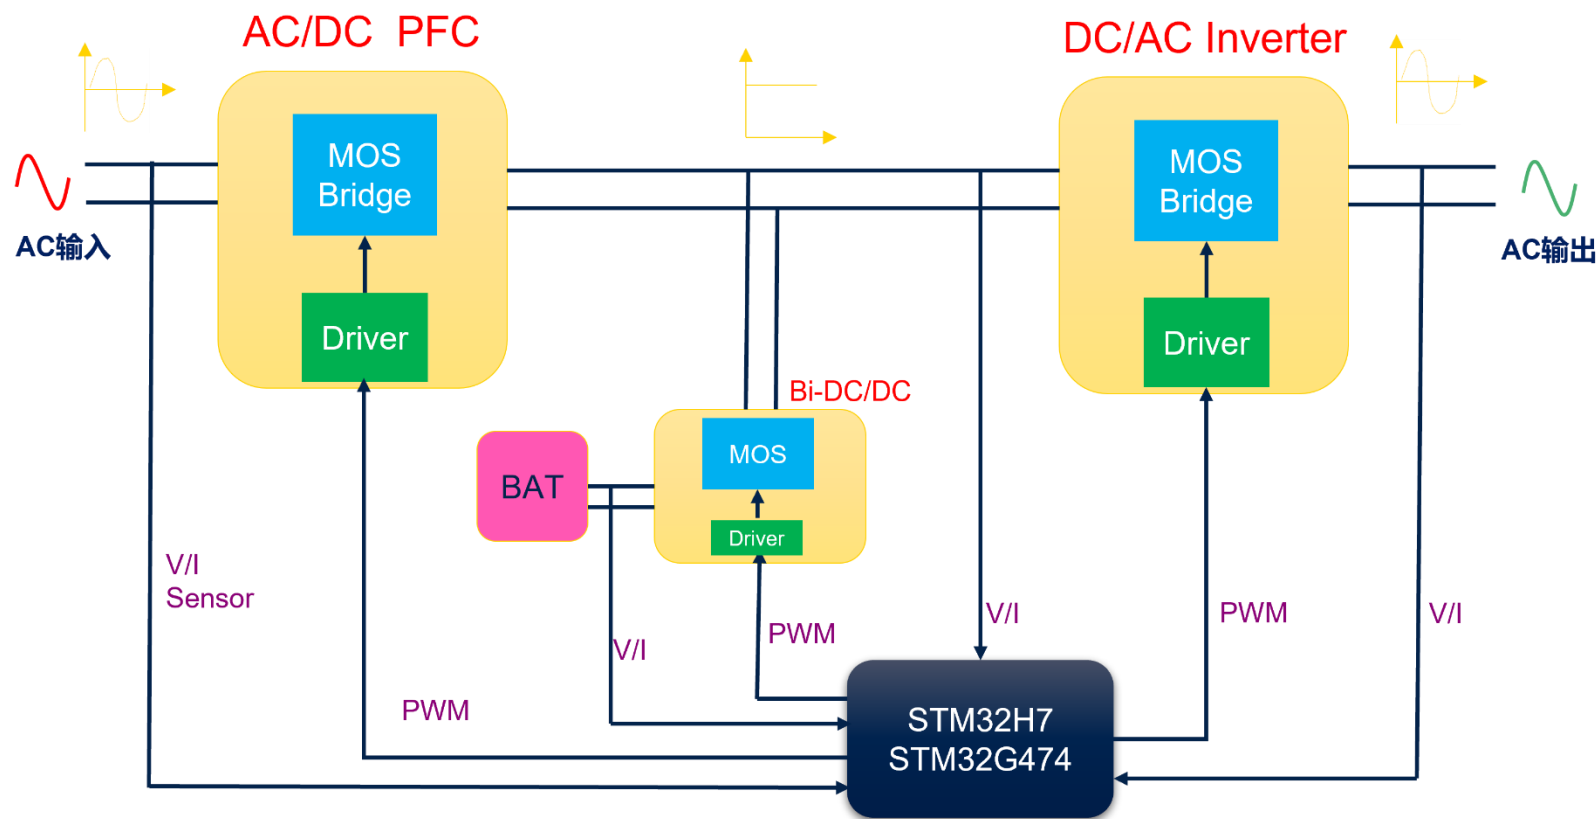 AC/DC  PFC
DC/AC Inverter
MOS
Bridge
MOS
Bridge
AC输入
AC输出
Driver
Driver
Bi-DC/DC
MOS
BAT
Driver
V/I
Sensor
V/I
PWM
V/I
PWM
V/I
PWM
STM32H7
STM32G474